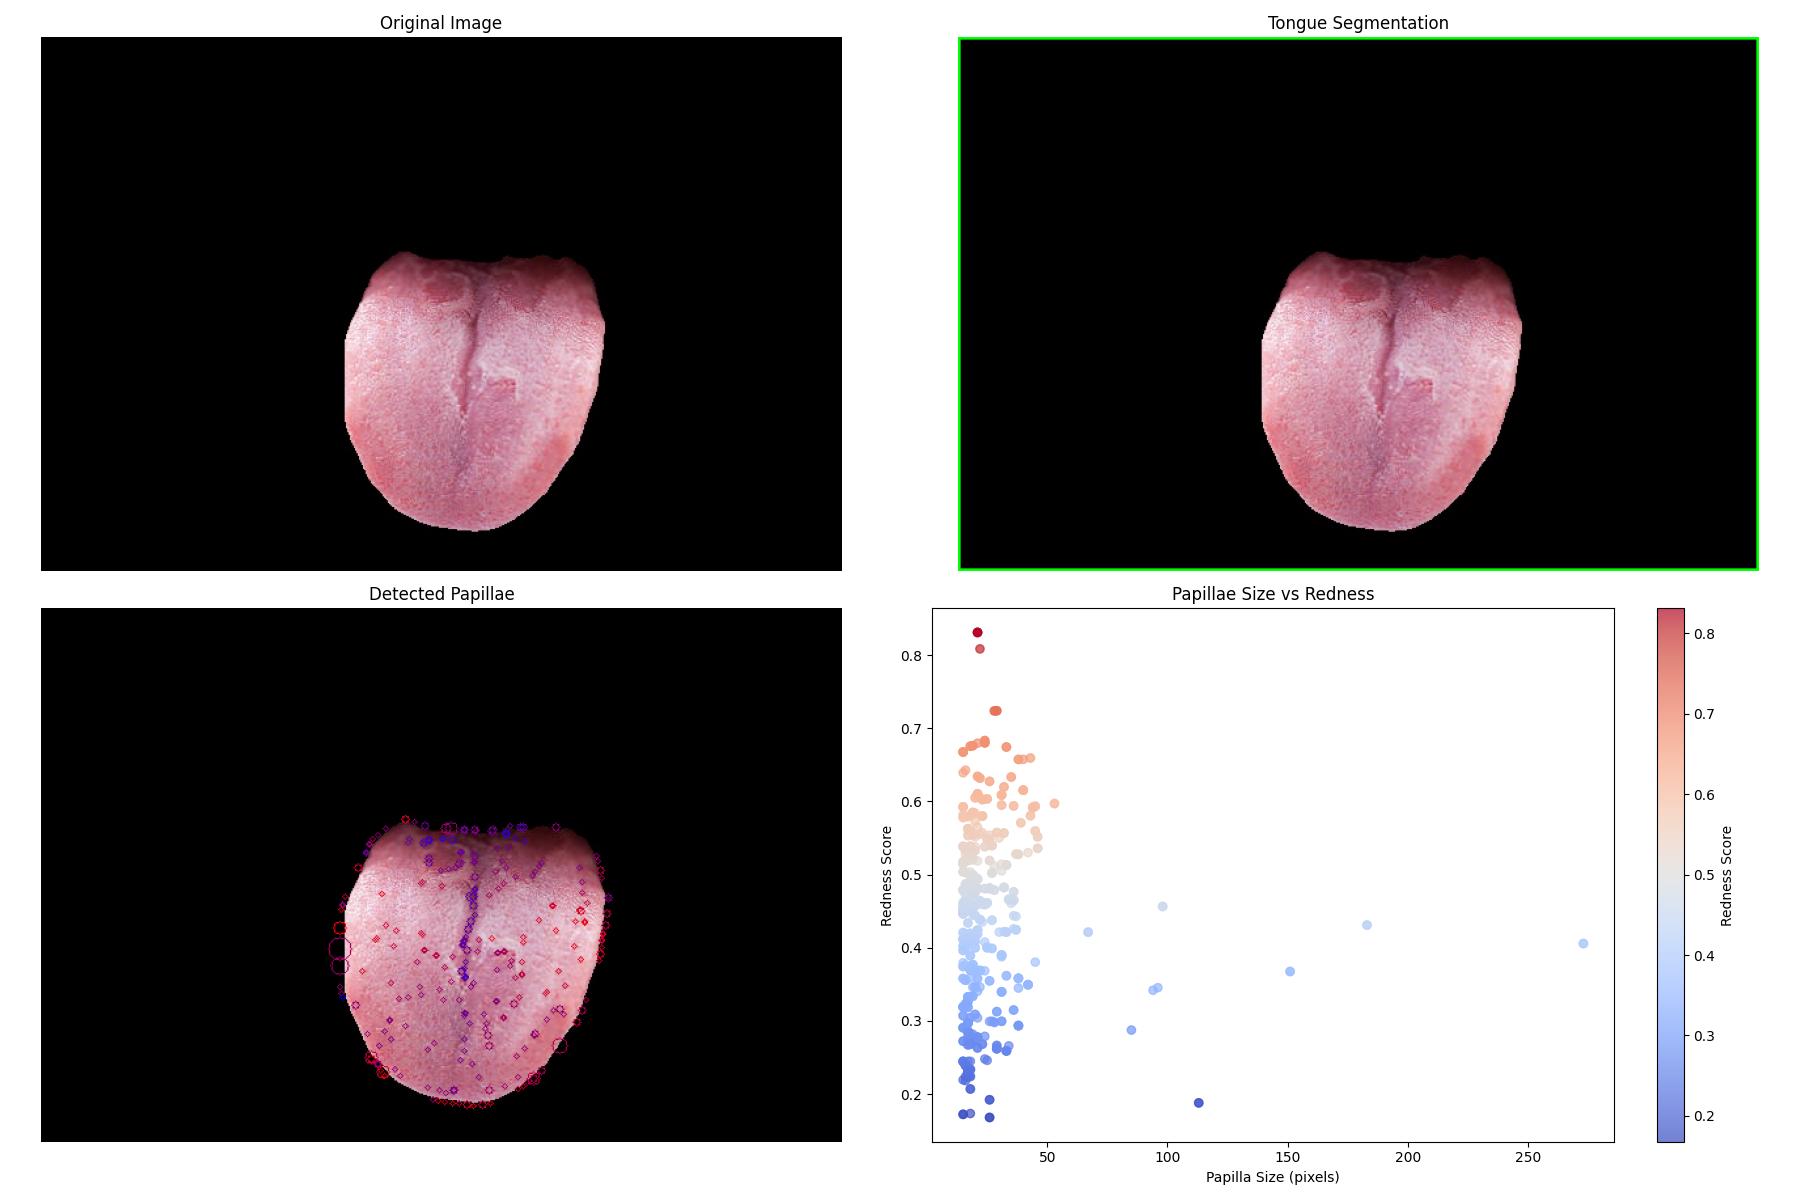 Original Image
Tongue Segmentation
Detected Papillae
Papillae Size vs Redness
0.8
0.7
0.6
0.5
0.4
0.3
0.2
Redness Score
50
100
150
200
250
Papilla Size (pixels)
0.8
0.7
0.6
0.5
0.4
0.3
0.2
Redness Score